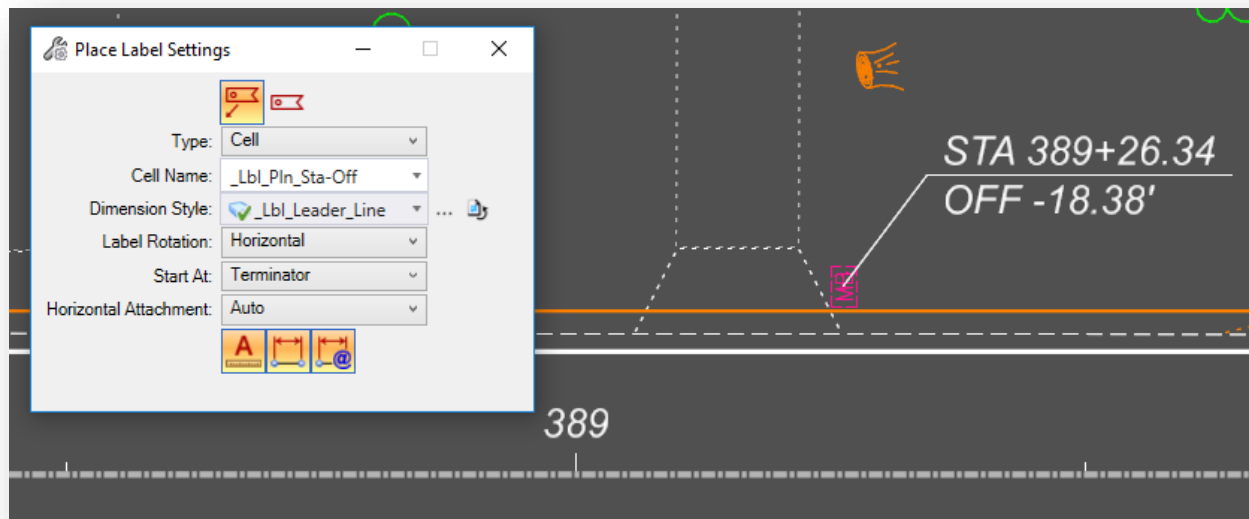 Place Label Settings
Type: Cell
Cell Name: _Lbl_Pln_Sta-Off
Dimension Style: _Lbl_Leader_Line ...
Label Rotation: Horizontal
Start At: Terminator
Horizontal Attachment: Auto
A
@
STA 389+26.34
OFF -18.38'
MB
389